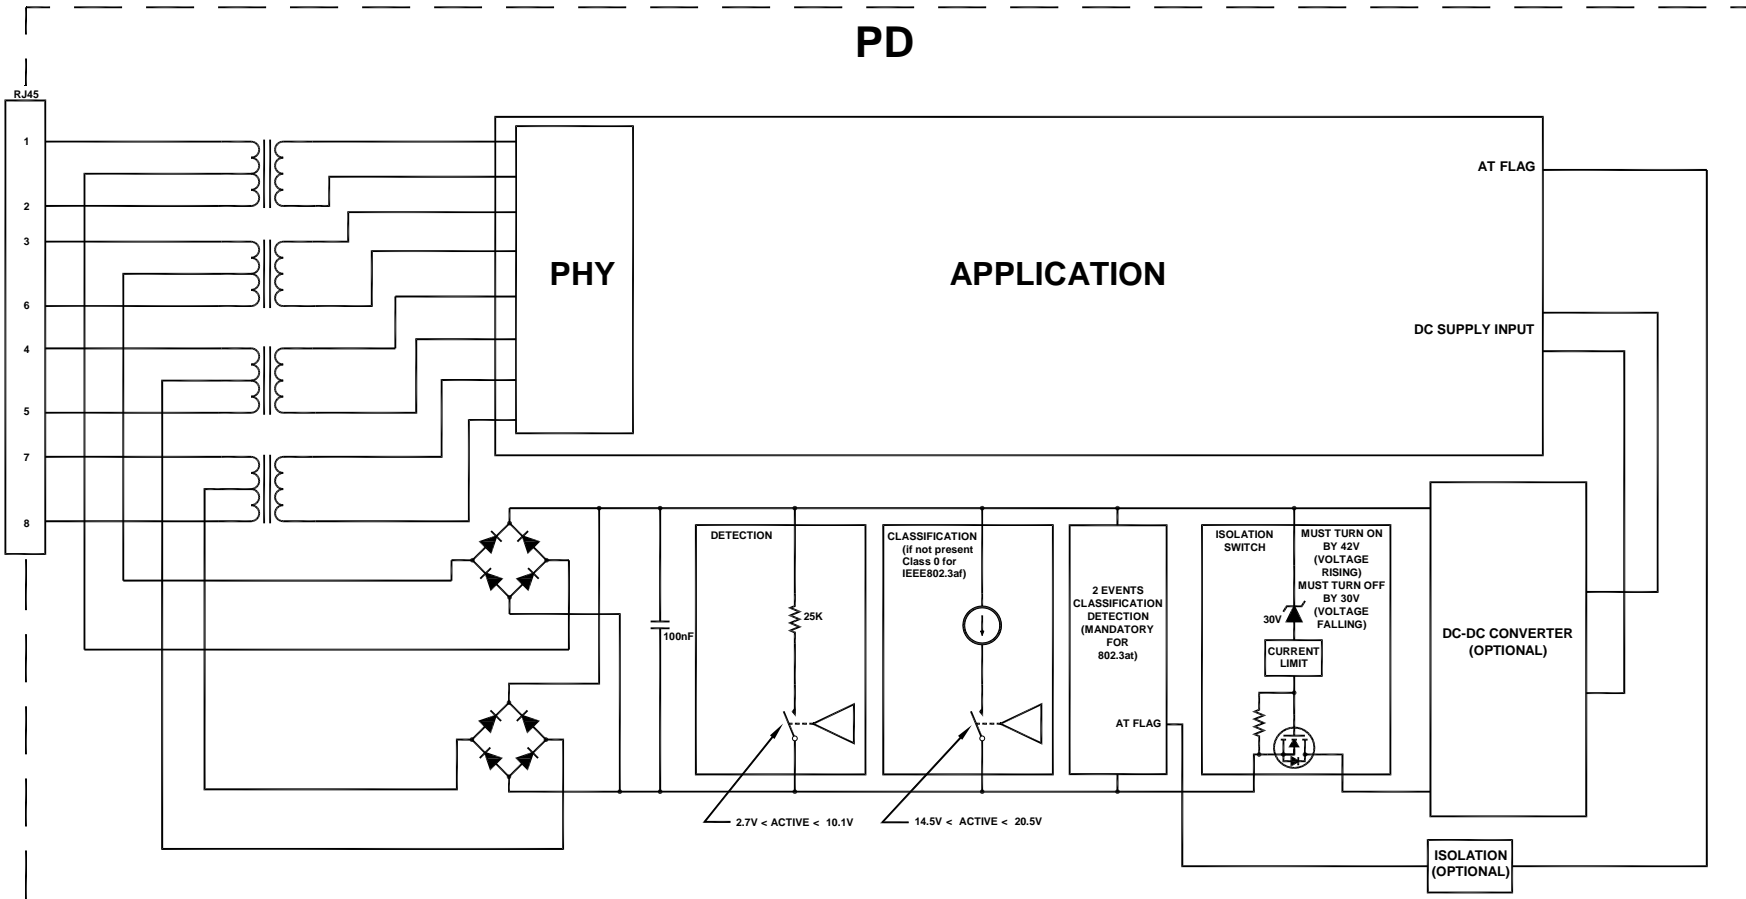 PD
RJ45
1
2
3
6
4
5
7
8
PHY
APPLICATION
AT FLAG
DC SUPPLY INPUT
100nF
DETECTION
25K
2.7V < ACTIVE < 10.1V
CLASSIFICATION
(if not present
Class 0 for
IEEE802.3af)
14.5V < ACTIVE < 20.5V
2 EVENTS
CLASSIFICATION
DETECTION
(MANDATORY
FOR
802.3at)
AT FLAG
ISOLATION
SWITCH
MUST TURN ON
BY 42V
(VOLTAGE
RISING)
MUST TURN OFF
BY 30V
(VOLTAGE
FALLING)
30V
CURRENT
LIMIT
DC-DC CONVERTER
(OPTIONAL)
ISOLATION
(OPTIONAL)